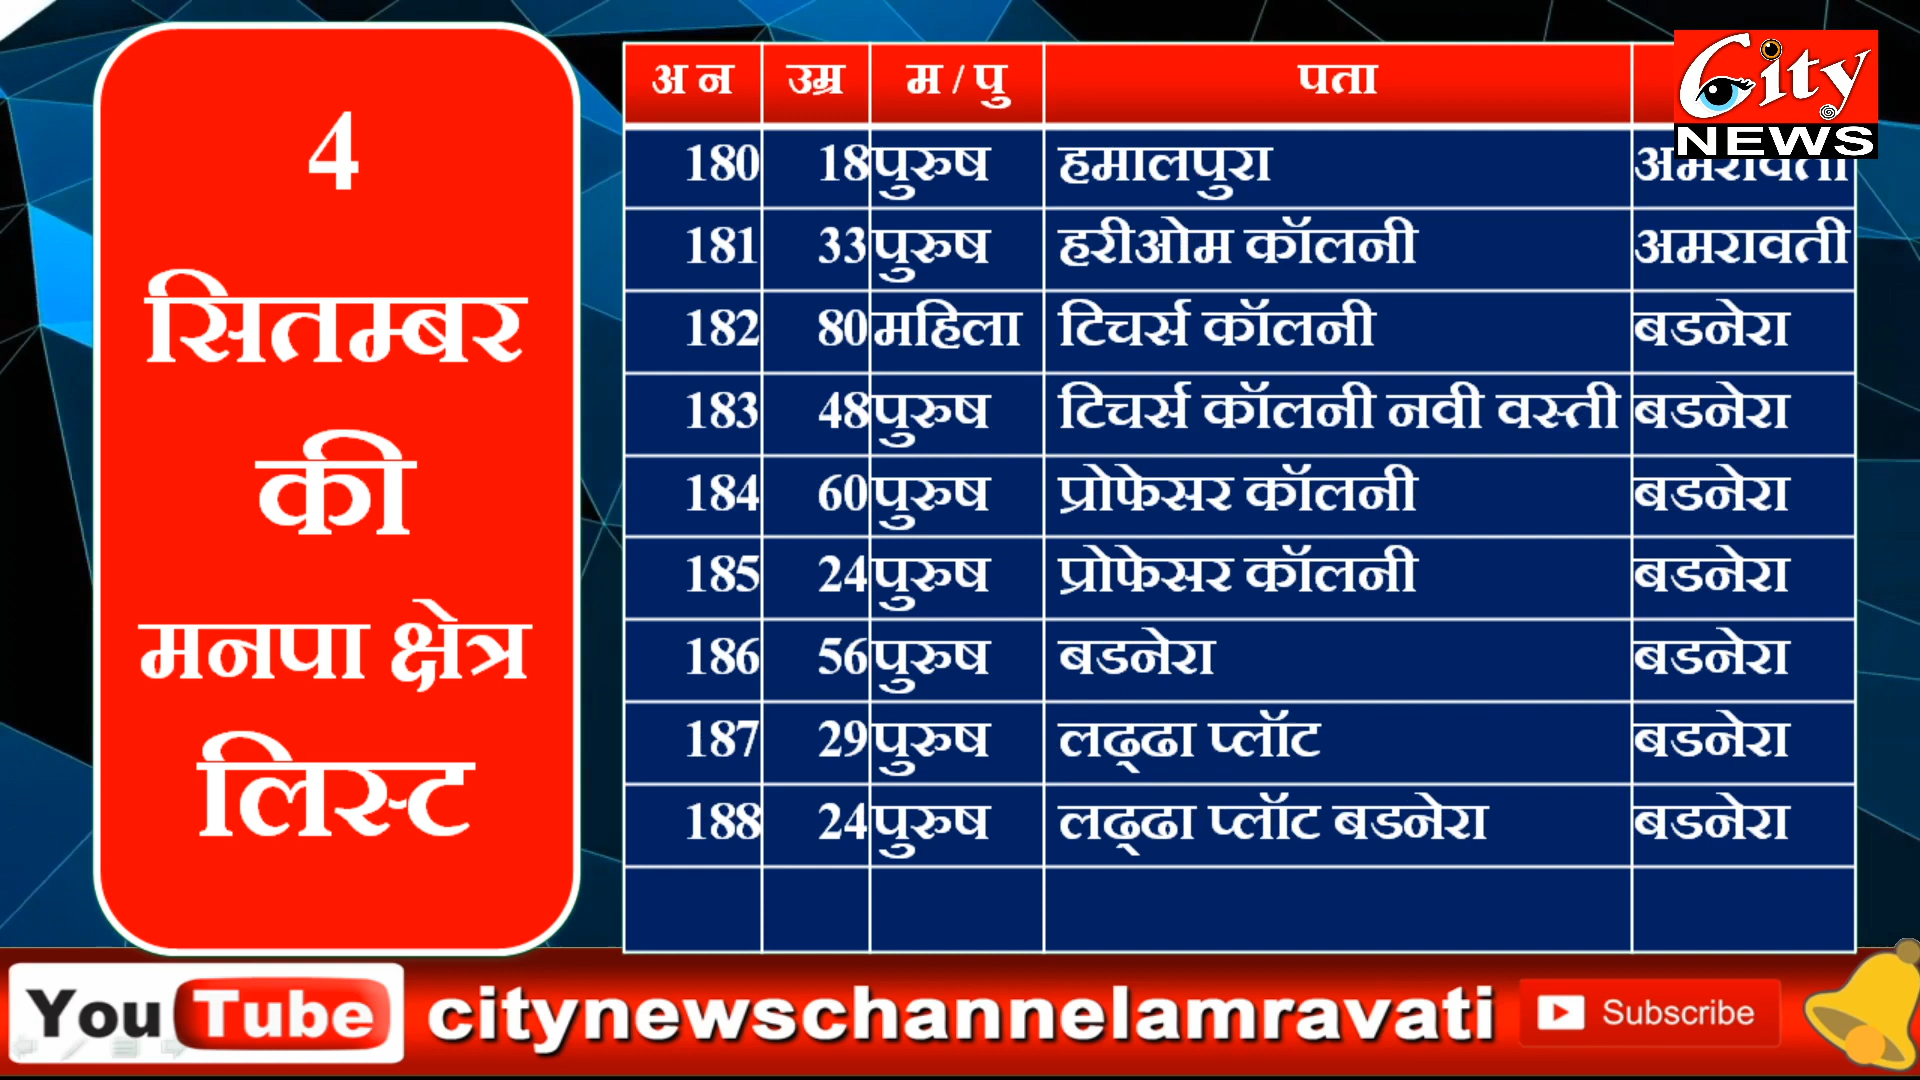 4
सितम्बर
की
मनपा क्षेत्र
लिस्ट
अ न उम्र म / पु पता
180 18 पुरुष हमालपुरा अमरावती
181 33 पुरुष हरीओम कॉलनी अमरावती
182 80 महिला टिचर्स कॉलनी बडनेरा
183 48 पुरुष टिचर्स कॉलनी नवी वस्ती बडनेरा
184 60 पुरुष प्रोफेसर कॉलनी बडनेरा
185 24 पुरुष प्रोफेसर कॉलनी बडनेरा
186 56 पुरुष बडनेरा बडनेरा
187 29 पुरुष लढ्ढा प्लॉट बडनेरा
188 24 पुरुष लढ्ढा प्लॉट बडनेरा बडनेरा
City
NEWS
YouTube citynewschannelamravati Subscribe